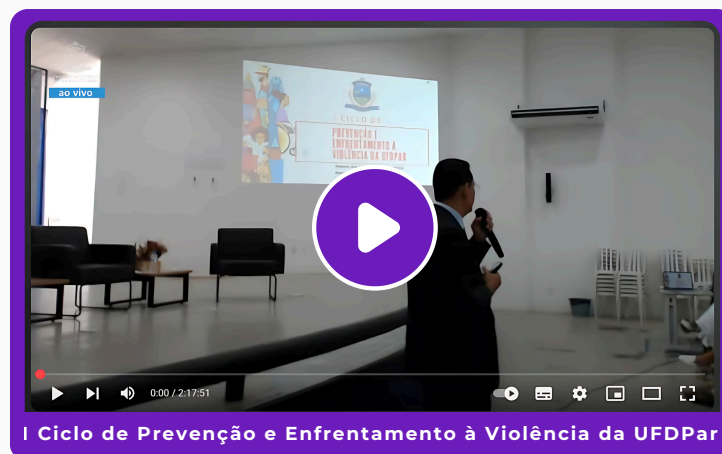 ao vivo
I CICLO DE
PREVENÇÃO E
ENFRENTAMENTO À
VIOLÊNCIA DA UFDPAR
0:00 / 2:17:51
I Ciclo de Prevenção e Enfrentamento à Violência da UFDPar